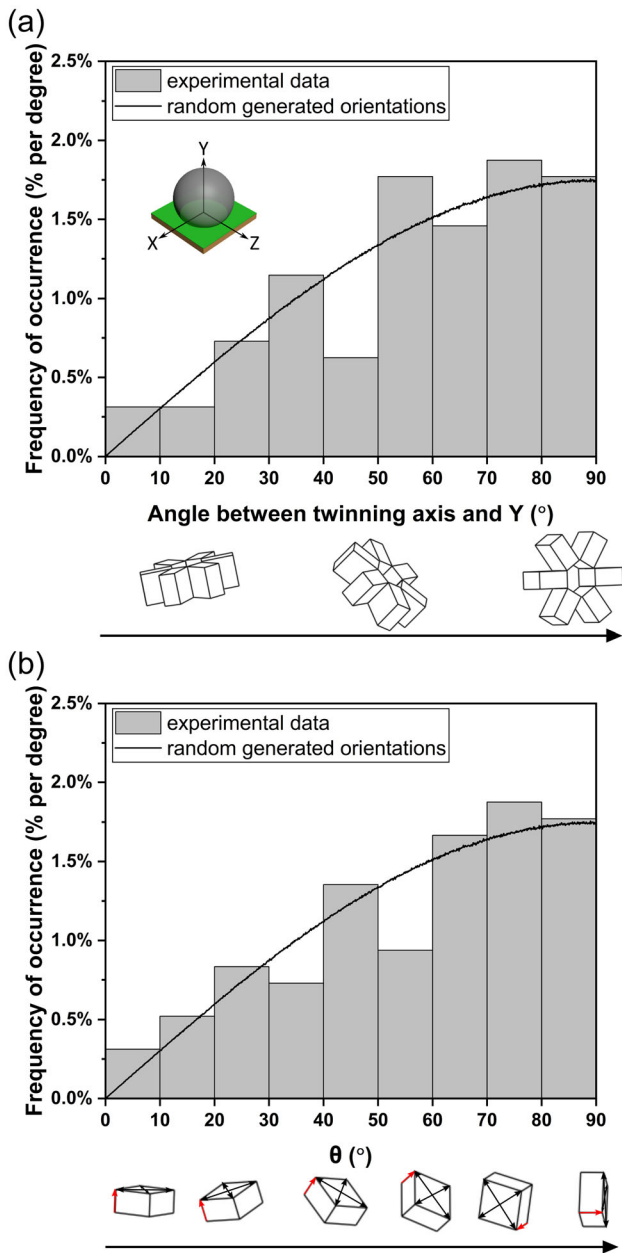 (a)
2.5%
2.0%
1.5%
1.0%
0.5%
0.0%
Frequency of occurrence (% per degree)
experimental data
random generated orientations
Y
X
Z
0 10 20 30 40 50 60 70 80 90
Angle between twinning axis and Y (°)
(b)
2.5%
2.0%
1.5%
1.0%
0.5%
0.0%
Frequency of occurrence (% per degree)
experimental data
random generated orientations
0 10 20 30 40 50 60 70 80 90
θ (°)